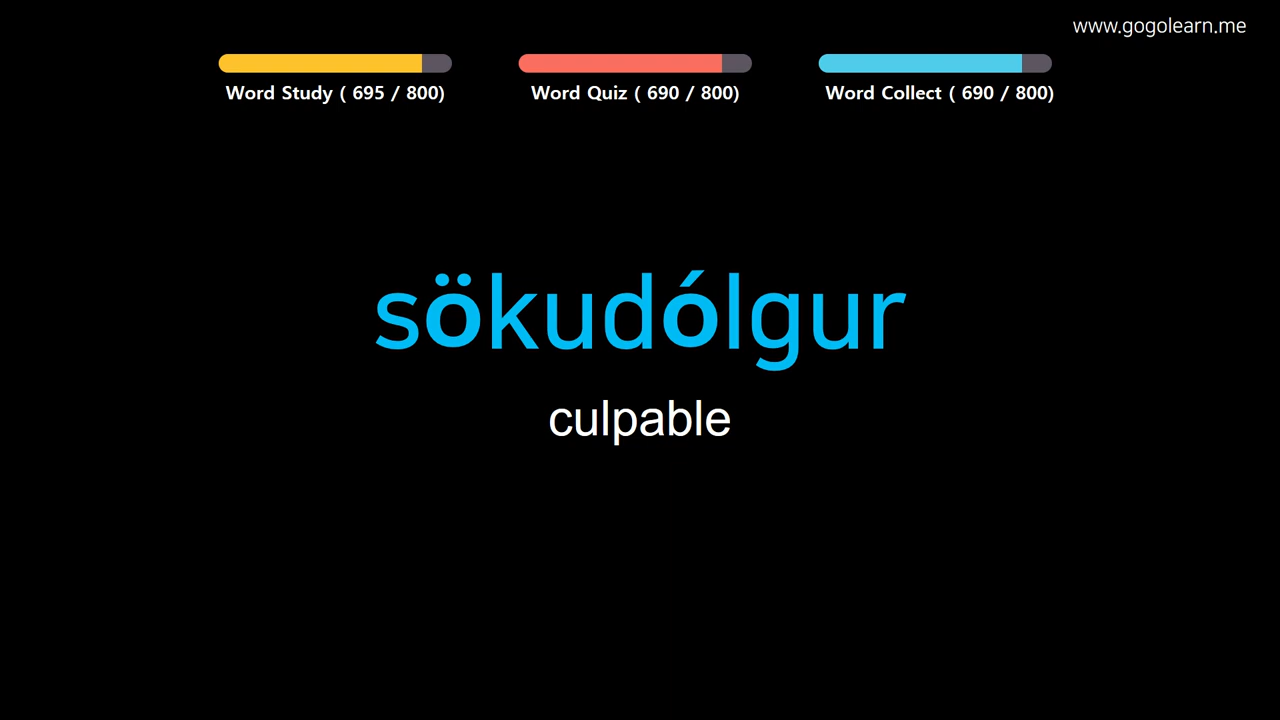 www.gogolearn.me
Word Study ( 695 / 800)
Word Quiz ( 690 / 800)
Word Collect ( 690 / 800)
sökudólgur
culpable